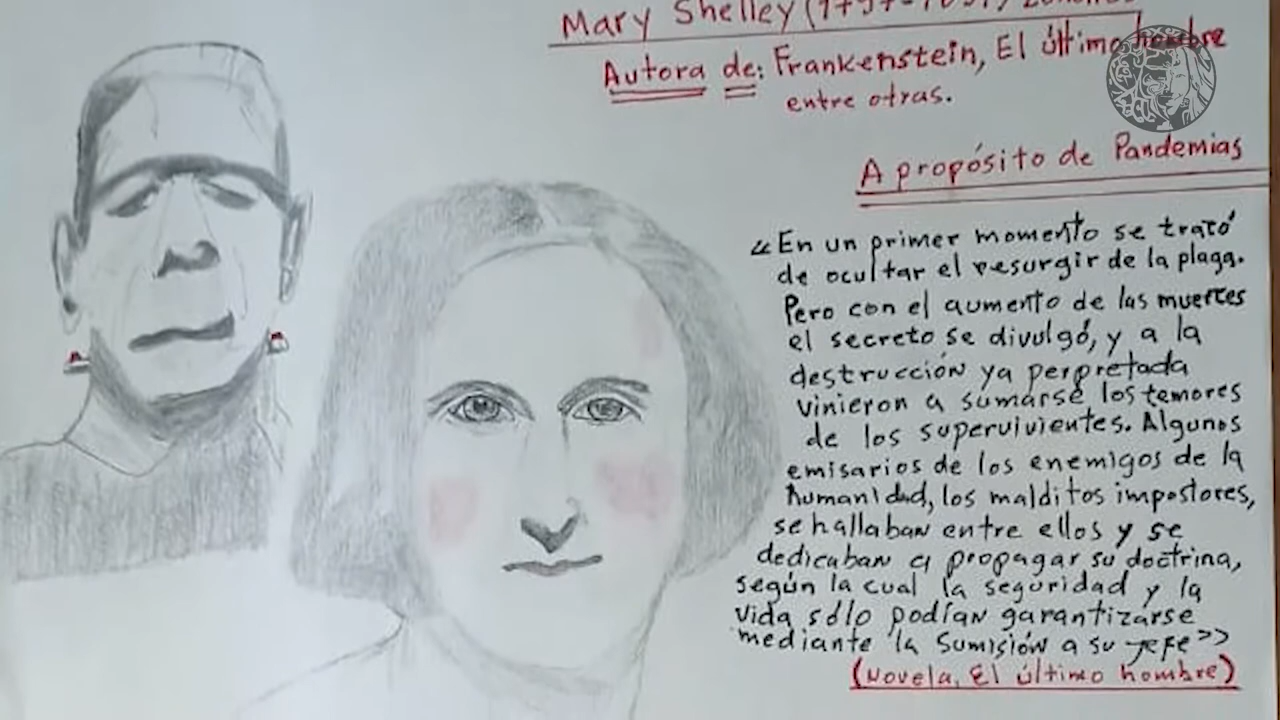 Mary Shelley (1797-1851) Londres
Autora de: Frankenstein, El último hombre
entre otras.
A propósito de Pandemias
«En un primer momento se trató
de ocultar el resurgir de la plaga.
Pero con el aumento de las muertes
el secreto se divulgó, y a la
destrucción ya perpretada
vinieron a sumarse los temores
de los supervivientes. Algunos
emisarios de los enemigos de la
humanidad, los malditos impostores,
se hallaban entre ellos y se
dedicaban a propagar su doctrina,
según la cual la seguridad y la
vida sólo podían garantizarse
mediante la Sumisión a su jefe»
(Novela, El último hombre)